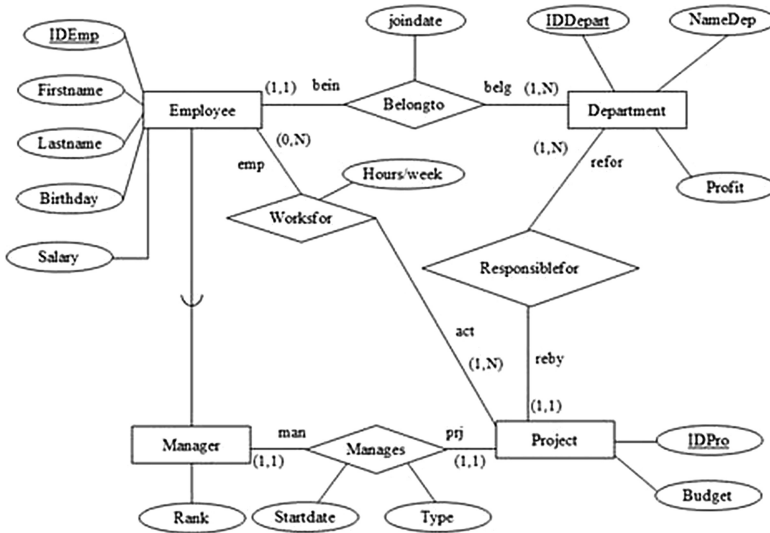 joindate
IDEmp
IDDepart
NameDep
Firstname
(1,1)
bein
belg
(1,N)
Employee
Belongto
Department
Lastname
(0,N)
(1,N)
emp
refor
Hours/week
Birthday
Profit
Worksfor
Salary
Responsiblefor
act
(1,N)
reby
(1,1)
man
prj
Manager
Manages
Project
IDPro
(1,1)
(1,1)
Budget
Rank
Startdate
Type